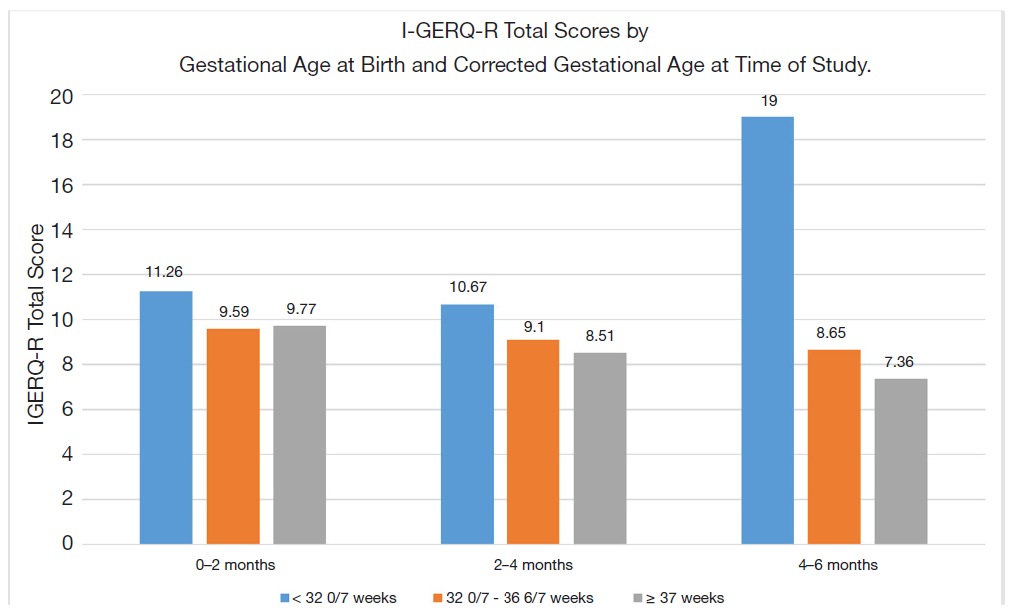 I-GERQ-R Total Scores by
Gestational Age at Birth and Corrected Gestational Age at Time of Study.
IGERQ-R Total Score
20
18
16
14
12
10
8
6
4
2
0
11.26
9.59
9.77
10.67
9.1
8.51
19
8.65
7.36
0–2 months
2–4 months
4–6 months
< 32 0/7 weeks
32 0/7 - 36 6/7 weeks
≥ 37 weeks